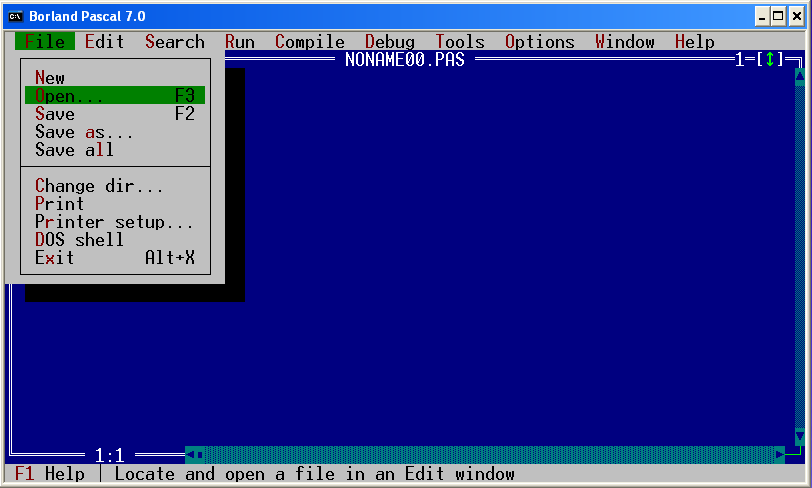 Borland Pascal 7.0
File Edit Search Run Compile Debug Tools Options Window Help
NONAME00.PAS 1=[↕]
New
Open... F3
Save F2
Save as...
Save all
Change dir...
Print
Printer setup...
DOS shell
Exit Alt+X
1:1
F1 Help | Locate and open a file in an Edit window